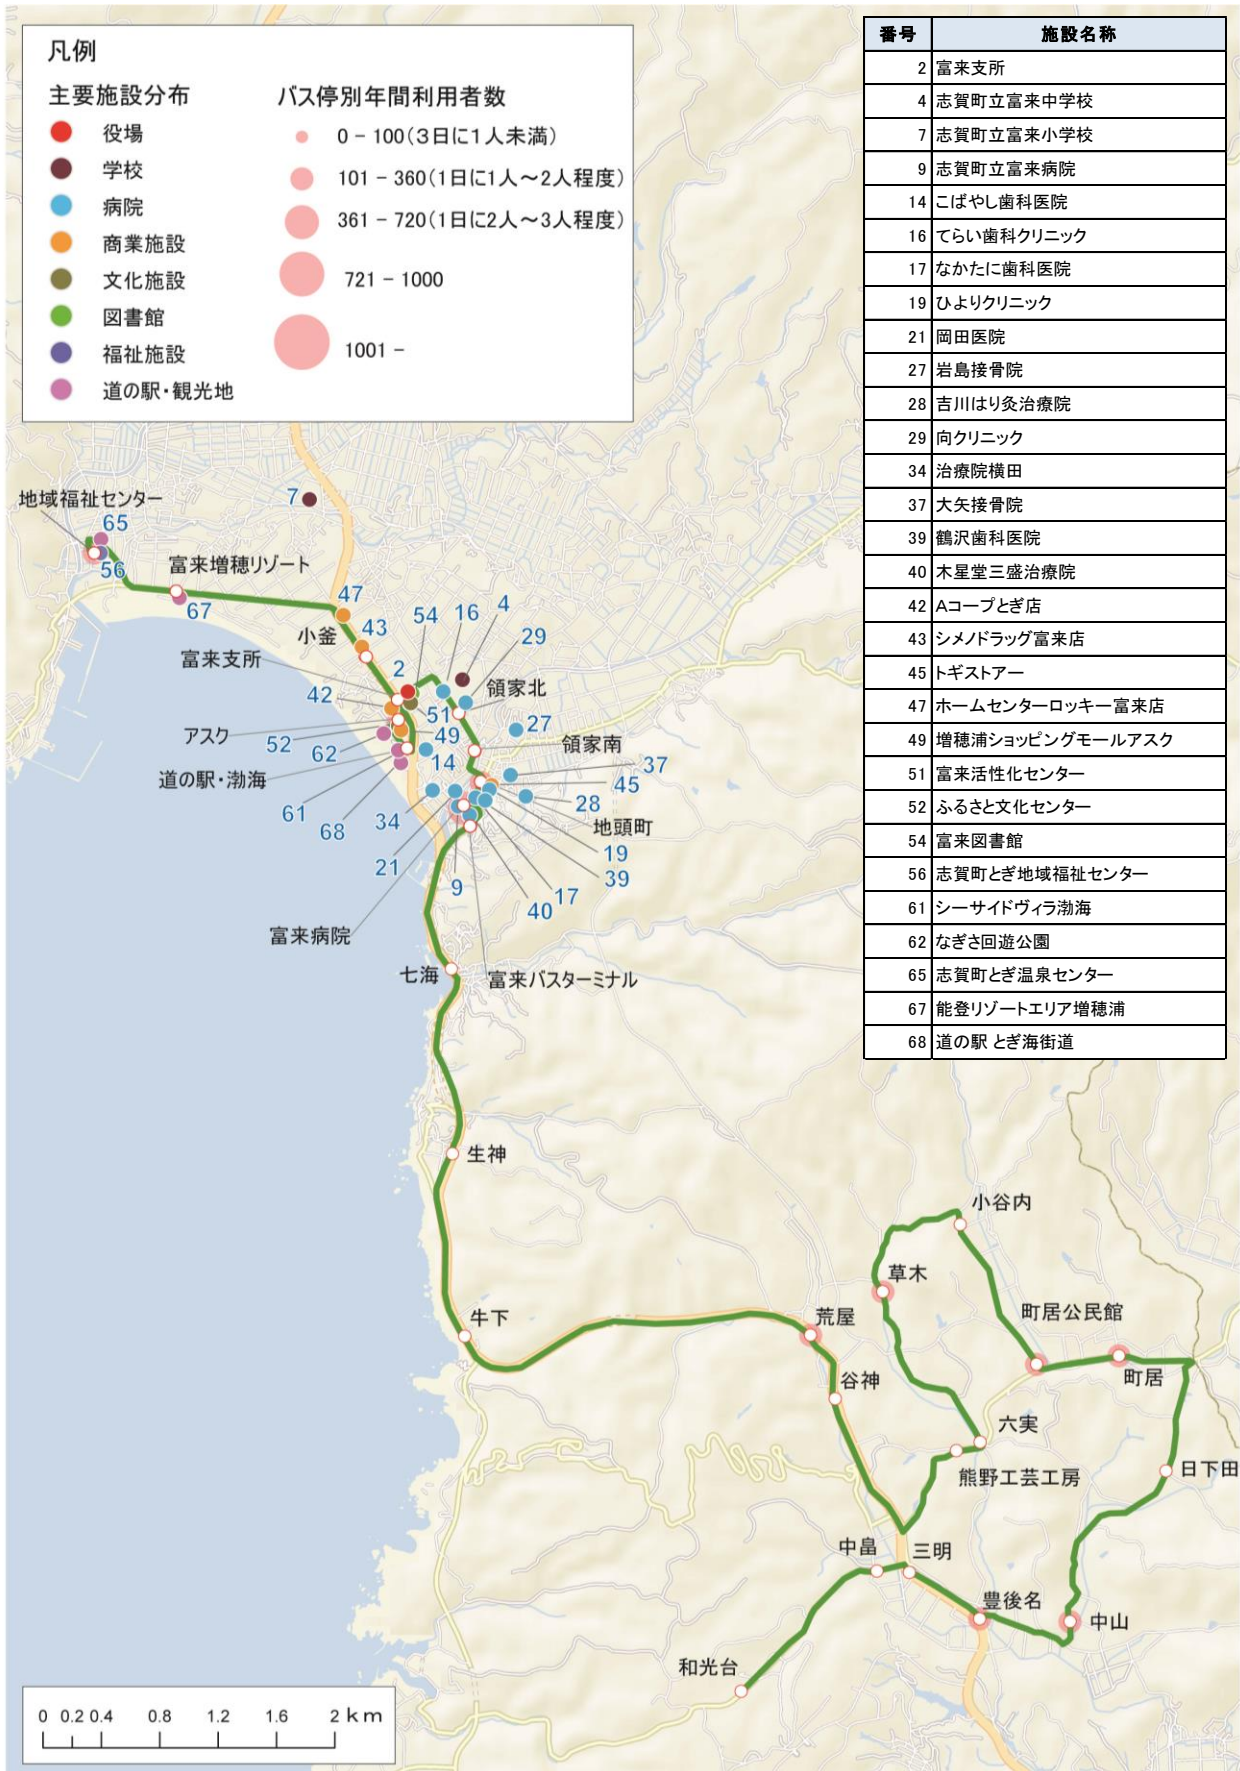 凡例
主要施設分布
役場
学校
病院
商業施設
文化施設
図書館
福祉施設
道の駅・観光地
バス停別年間利用者数
0 - 100(3日に1人未満)
101 - 360(1日に1人～2人程度)
361 - 720(1日に2人～3人程度)
721 - 1000
1001 -
番号 施設名称
2 富来支所
4 志賀町立富来中学校
7 志賀町立富来小学校
9 志賀町立富来病院
14 こばやし歯科医院
16 てらい歯科クリニック
17 なかたに歯科医院
19 ひよりクリニック
21 岡田医院
27 岩島接骨院
28 吉川はり灸治療院
29 向クリニック
34 治療院横田
37 大矢接骨院
39 鶴沢歯科医院
40 木星堂三盛治療院
42 Aコープとぎ店
43 シメノドラッグ富来店
45 トギストアー
47 ホームセンターロッキー富来店
49 増穂浦ショッピングモールアスク
51 富来活性化センター
52 ふるさと文化センター
54 富来図書館
56 志賀町とぎ地域福祉センター
61 シーサイドヴィラ渤海
62 なぎさ回遊公園
65 志賀町とぎ温泉センター
67 能登リゾートエリア増穂浦
68 道の駅 とぎ海街道
地域福祉センター
7
65
56
富来増穂リゾート
67
47
小釜
43
54
16
4
29
富来支所
2
領家北
42
51
27
アスク
52
62
49
領家南
道の駅・渤海
14
37
45
61
68
34
28
地頭町
21
19
39
9
17
40
富来病院
七海
富来バスターミナル
生神
小谷内
草木
牛下
荒屋
町居公民館
谷神
町居
六実
熊野工芸工房
日下田
中畠
三明
豊後名
中山
和光台
0 0.2 0.4 0.8 1.2 1.6 2 km